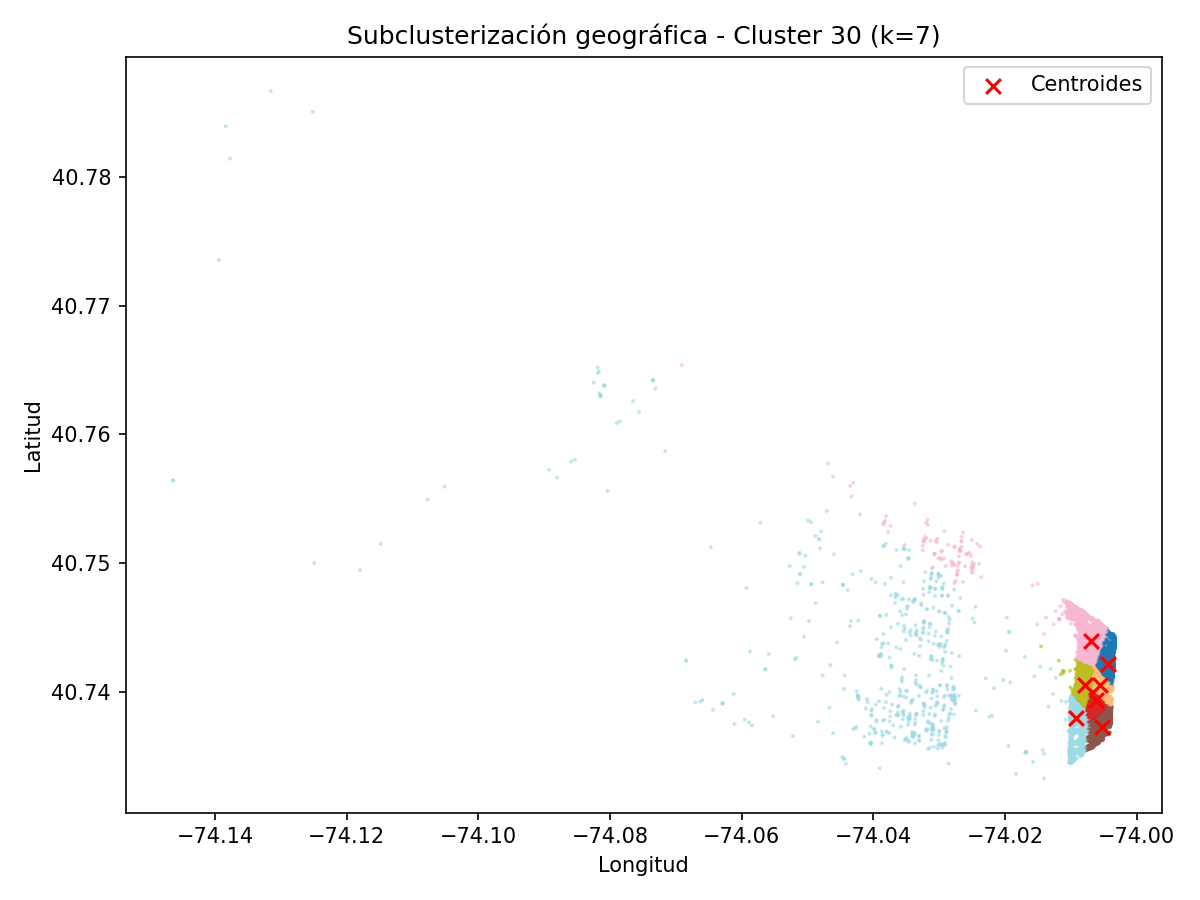 Subclusterización geográfica - Cluster 30 (k=7)
Centroides
40.78
40.77
40.76
40.75
40.74
Latitud
−74.14 −74.12 −74.10 −74.08 −74.06 −74.04 −74.02 −74.00
Longitud